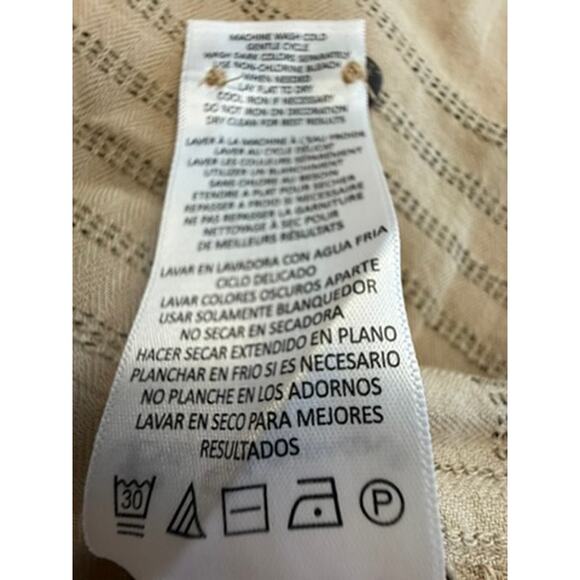 MACHINE WASH COLD
GENTLE CYCLE
WASH DARK COLORS SEPARATELY
USE NON-CHLORINE BLEACH
WHEN NEEDED
LAY FLAT TO DRY
COOL IRON IF NECESSARY
DO NOT IRON ON DECORATION
DRY CLEAN FOR BEST RESULTS
LAVER À LA MACHINE À L'EAU FROIDE
LAVER AU CYCLE DÉLICAT
LAVER LES COULEURS SÉPARÉMENT
UTILIZER UN BLANCHIMENT
SANS CHLORE AU BESOIN
ÉTENDRE À PLAT POUR SÉCHER
REPASSER À FROID SI NÉCESSAIRE
NE PAS REPASSER LA GARNITURE
NETTOYAGE À SEC POUR
DE MEILLEURS RÉSULTATS
LAVAR EN LAVADORA CON AGUA FRIA
CICLO DELICADO
LAVAR COLORES OSCUROS APARTE
USAR SOLAMENTE BLANQUEDOR
NO SECAR EN SECADORA
HACER SECAR EXTENDIDO EN PLANO
PLANCHAR EN FRIO SI ES NECESARIO
NO PLANCHE EN LOS ADORNOS
LAVAR EN SECO PARA MEJORES
RESULTADOS
30 P